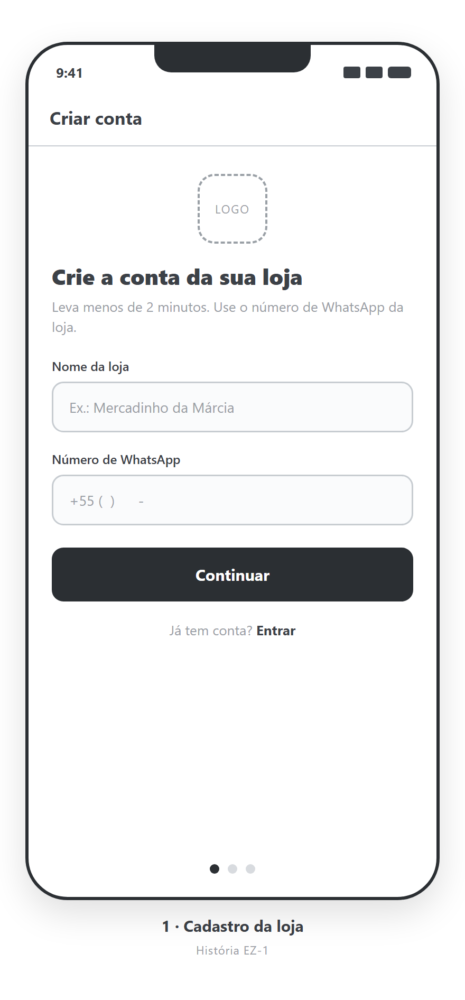 9:41
Criar conta
LOGO
Crie a conta da sua loja
Leva menos de 2 minutos. Use o número de WhatsApp da
loja.
Nome da loja
Ex.: Mercadinho da Márcia
Número de WhatsApp
+55 (  )      -
Continuar
Já tem conta? Entrar
1 · Cadastro da loja
História EZ-1